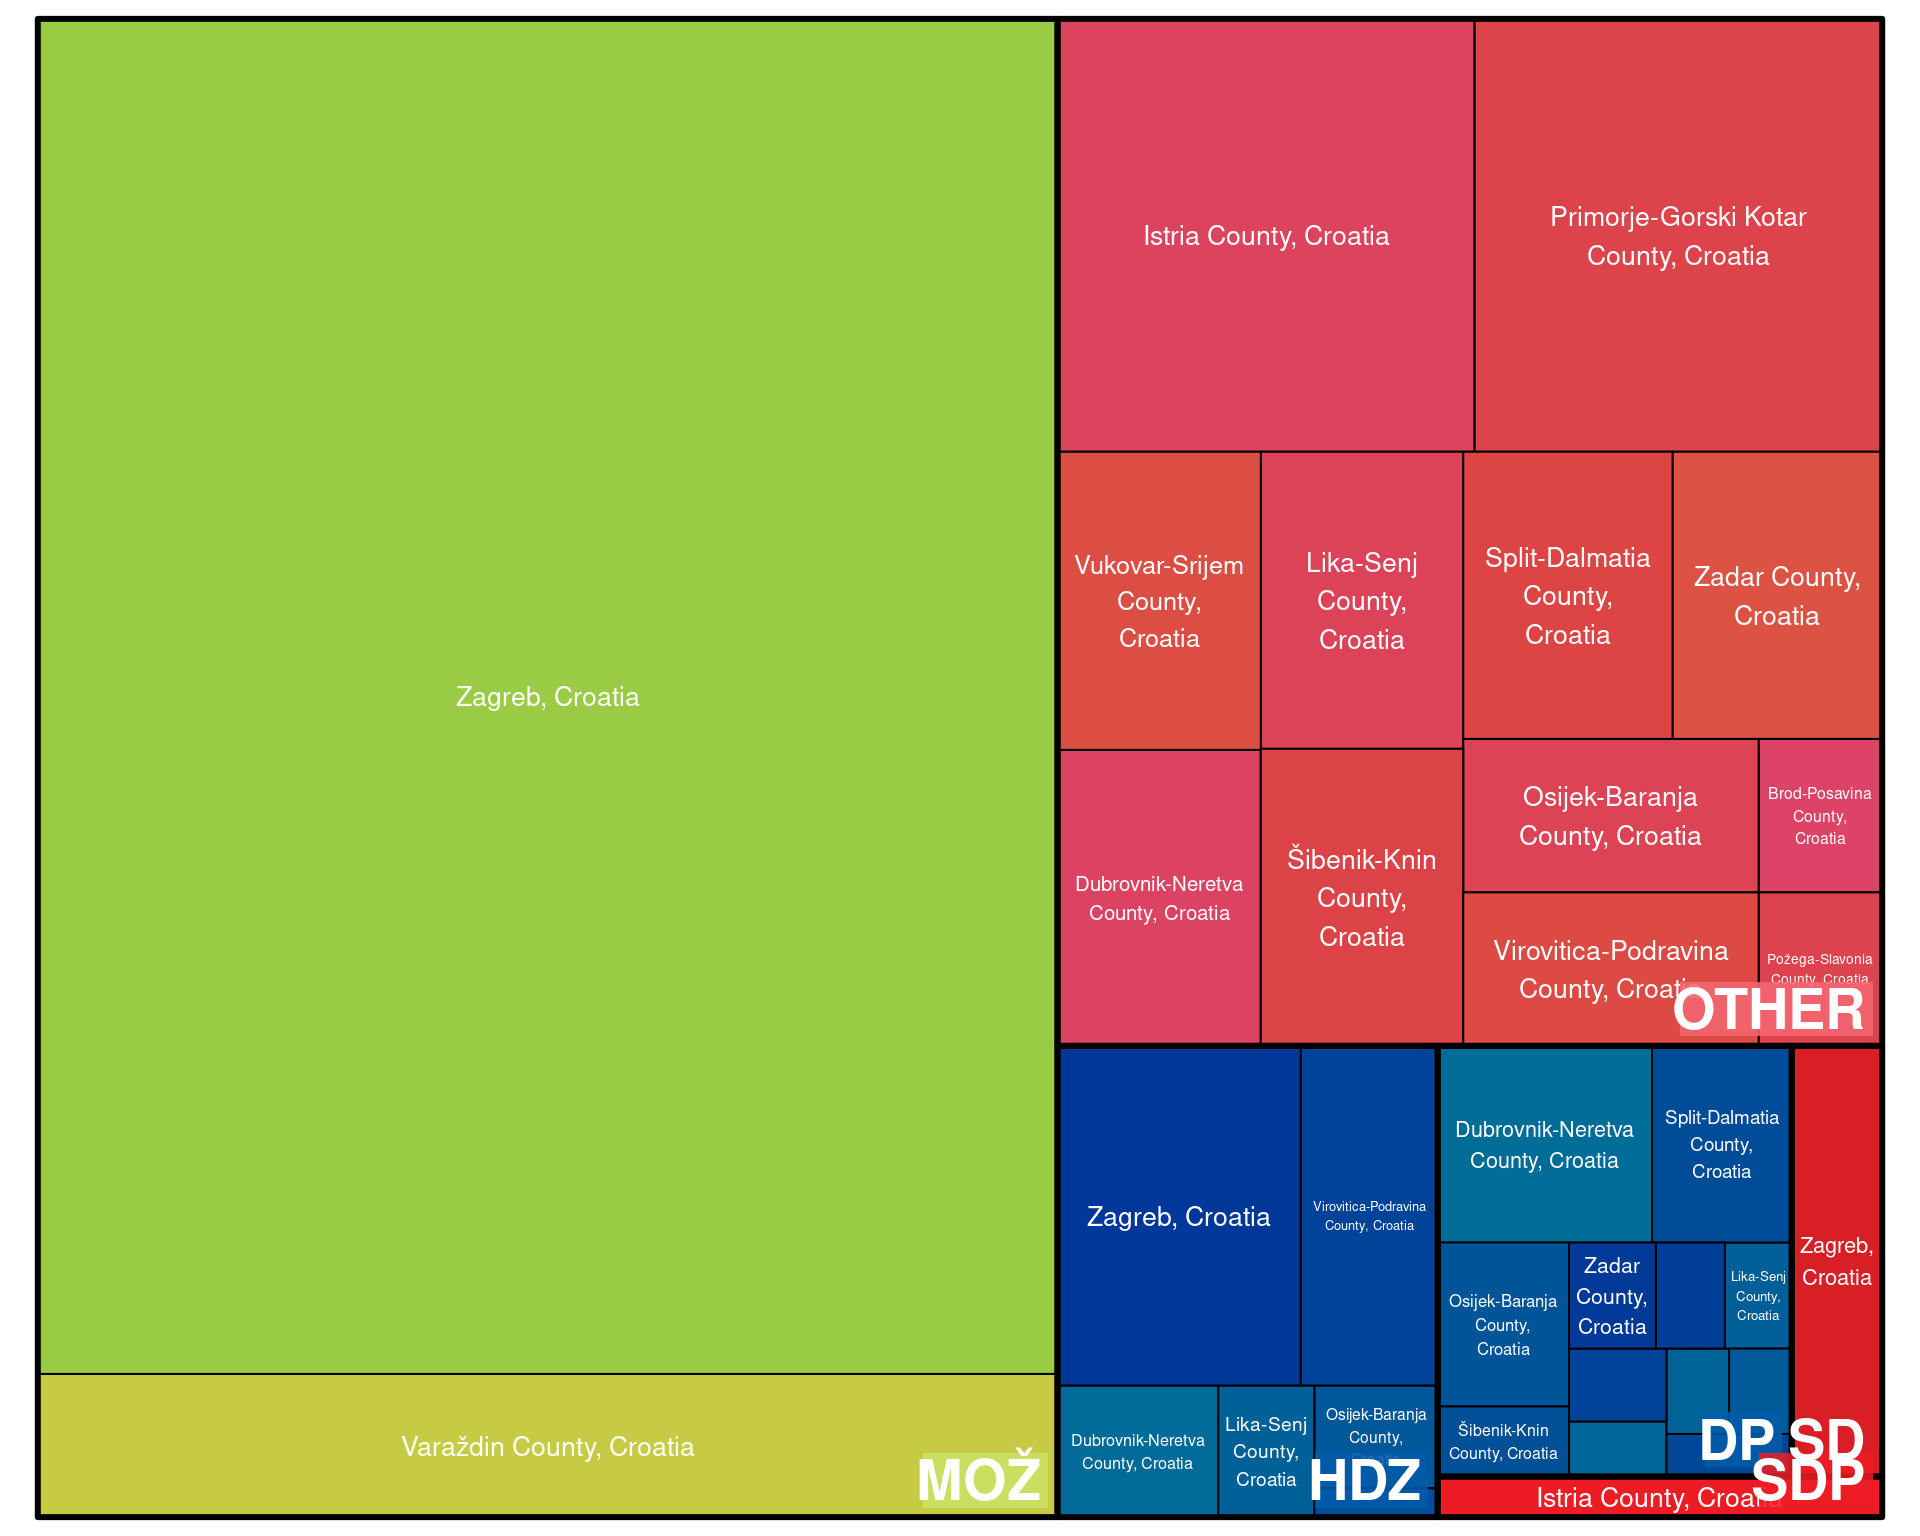 Zagreb, Croatia
Varaždin County, Croatia
MOŽ
Istria County, Croatia
Primorje-Gorski Kotar
County, Croatia
Vukovar-Srijem
County,
Croatia
Lika-Senj
County,
Croatia
Split-Dalmatia
County,
Croatia
Zadar County,
Croatia
Dubrovnik-Neretva
County, Croatia
Šibenik-Knin
County,
Croatia
Osijek-Baranja
County, Croatia
Brod-Posavina
County,
Croatia
Virovitica-Podravina
County, Croatia
Požega-Slavonia
County, Croatia
OTHER
Zagreb, Croatia
Virovitica-Podravina
County, Croatia
Dubrovnik-Neretva
County, Croatia
Lika-Senj
County,
Croatia
Osijek-Baranja
County,
HDZ
Dubrovnik-Neretva
County, Croatia
Split-Dalmatia
County,
Croatia
Osijek-Baranja
County,
Croatia
Zadar
County,
Croatia
Lika-Senj
County,
Croatia
Šibenik-Knin
County, Croatia
DP
Zagreb,
Croatia
SD
Istria County, Croatia
SDP